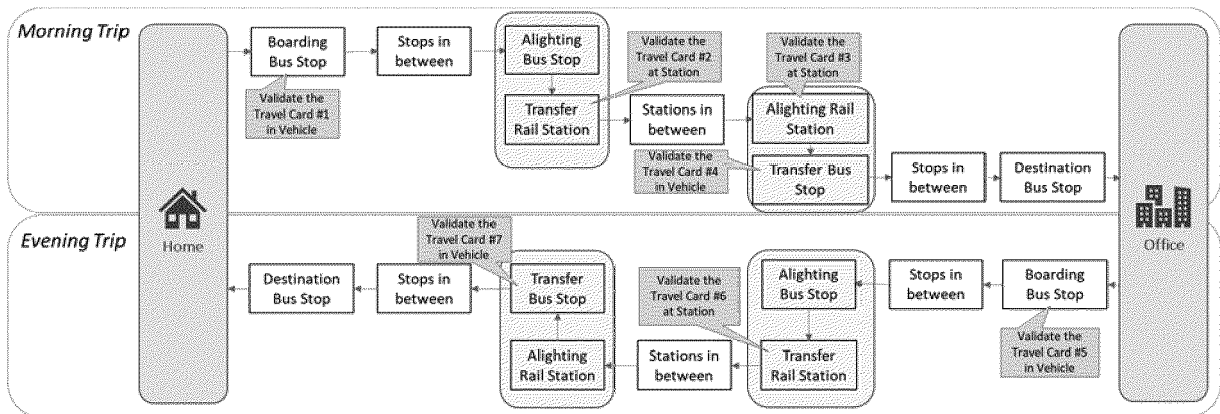 Morning Trip
Boarding
Bus Stop
Stops in
between
Alighting
Bus Stop
Validate the
Travel Card #1
in Vehicle
Validate the
Travel Card #2
at Station
Transfer
Rail Station
Stations in
between
Validate the
Travel Card #3
at Station
Alighting Rail
Station
Validate the
Travel Card #4
in Vehicle
Transfer Bus
Stop
Stops in
between
Destination
Bus Stop
Home
Office
Evening Trip
Destination
Bus Stop
Stops in
between
Validate the
Travel Card #7
in Vehicle
Transfer
Bus Stop
Alighting
Rail Station
Stations in
between
Validate the
Travel Card #6
at Station
Alighting
Bus Stop
Transfer
Rail Station
Stops in
between
Boarding
Bus Stop
Validate the
Travel Card #5
in Vehicle